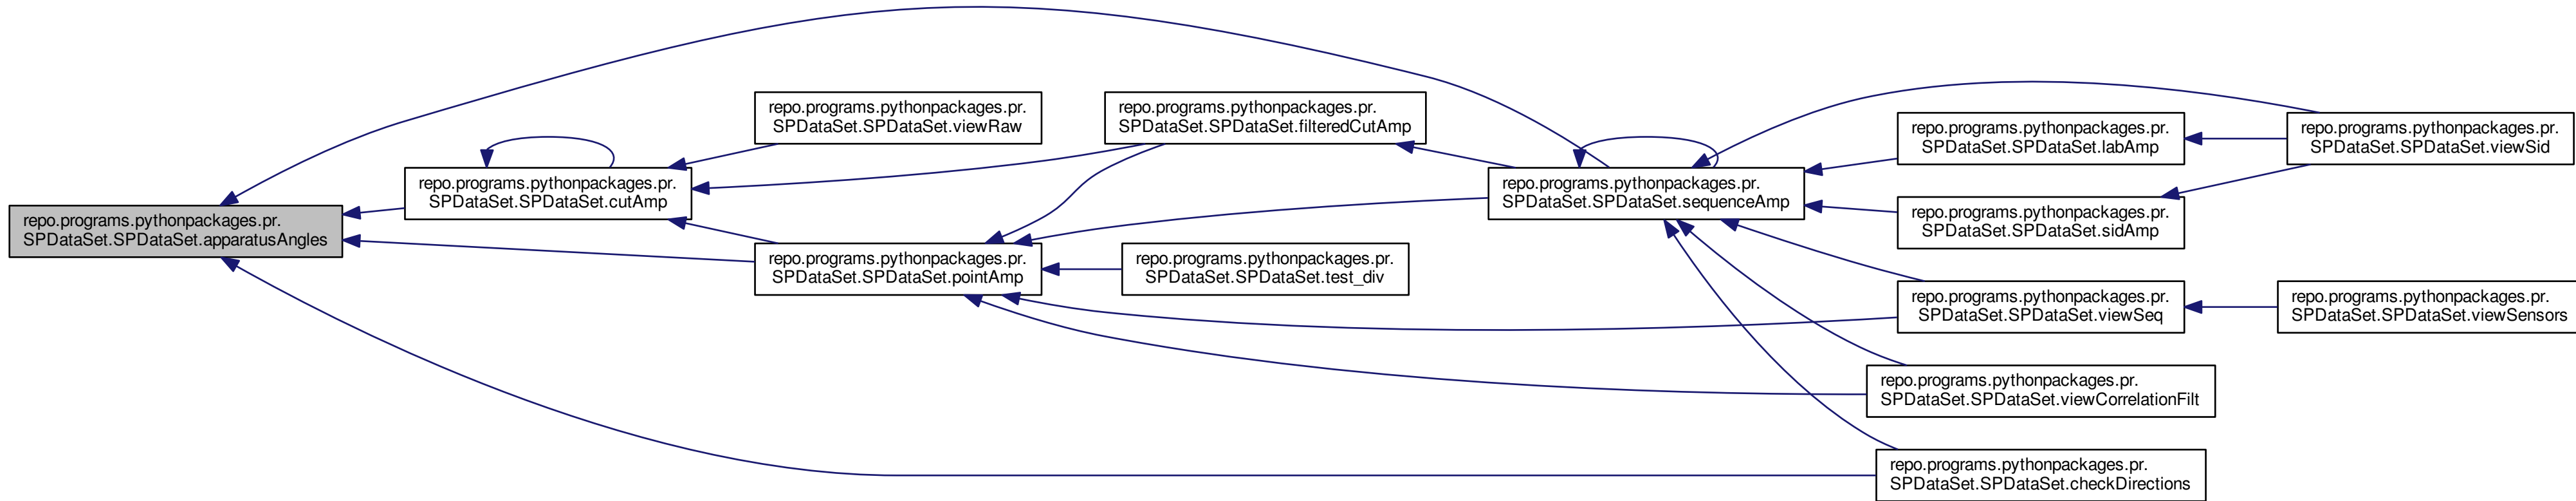 repo.programs.pythonpackages.pr.
SPDataSet.SPDataSet.apparatusAngles
repo.programs.pythonpackages.pr.
SPDataSet.SPDataSet.cutAmp
repo.programs.pythonpackages.pr.
SPDataSet.SPDataSet.viewRaw
repo.programs.pythonpackages.pr.
SPDataSet.SPDataSet.pointAmp
repo.programs.pythonpackages.pr.
SPDataSet.SPDataSet.filteredCutAmp
repo.programs.pythonpackages.pr.
SPDataSet.SPDataSet.test_div
repo.programs.pythonpackages.pr.
SPDataSet.SPDataSet.sequenceAmp
repo.programs.pythonpackages.pr.
SPDataSet.SPDataSet.labAmp
repo.programs.pythonpackages.pr.
SPDataSet.SPDataSet.sidAmp
repo.programs.pythonpackages.pr.
SPDataSet.SPDataSet.viewSeq
repo.programs.pythonpackages.pr.
SPDataSet.SPDataSet.viewCorrelationFilt
repo.programs.pythonpackages.pr.
SPDataSet.SPDataSet.checkDirections
repo.programs.pythonpackages.pr.
SPDataSet.SPDataSet.viewSid
repo.programs.pythonpackages.pr.
SPDataSet.SPDataSet.viewSensors